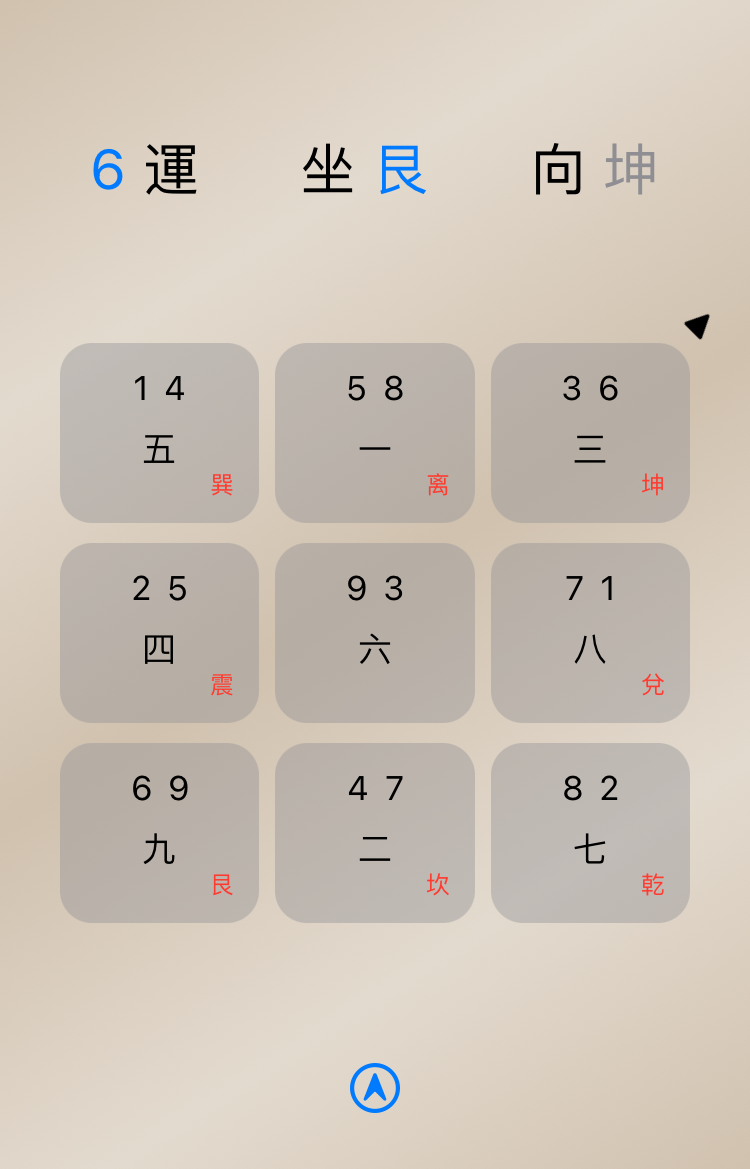 6 運 坐 艮 向 坤
1 4 5 8 3 6
五 一 三
巽 离 坤
2 5 9 3 7 1
四 六 八
震 兌
6 9 4 7 8 2
九 二 七
艮 坎 乾